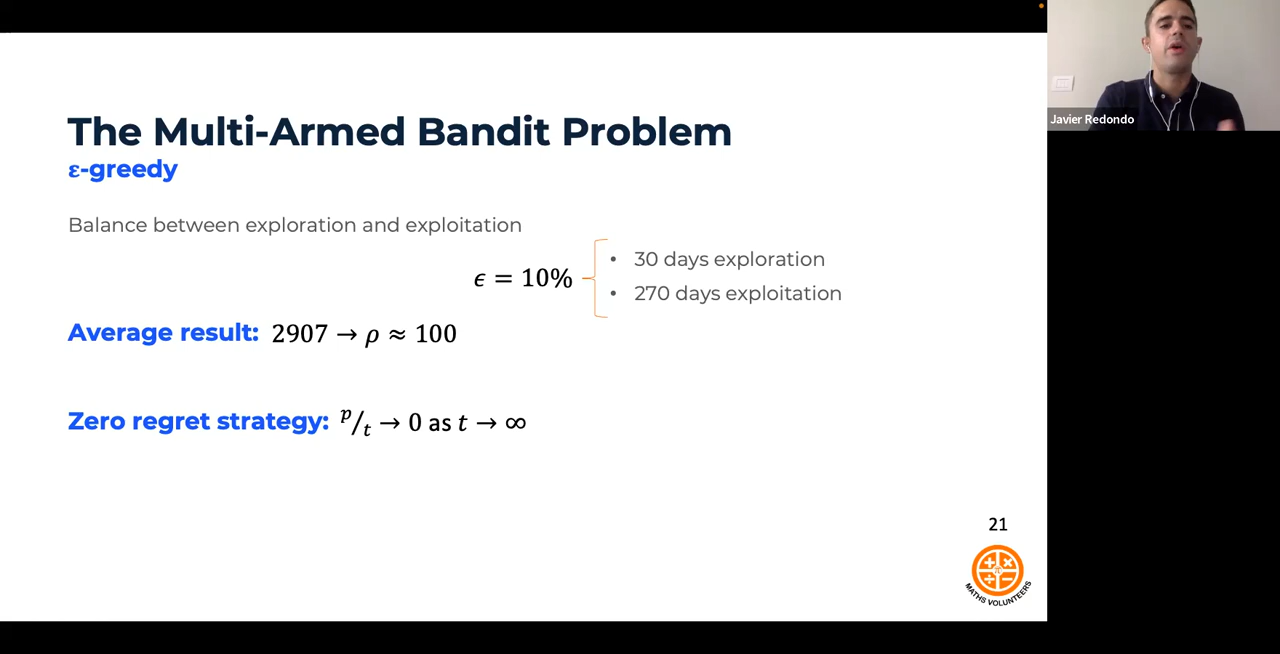 The Multi-Armed Bandit Problem
ε-greedy
Balance between exploration and exploitation
ϵ = 10%
• 30 days exploration
• 270 days exploitation
Average result: 2907 → ρ ≈ 100
Zero regret strategy: p/t → 0 as t → ∞
21
MATHS VOLUNTEERS
Javier Redondo